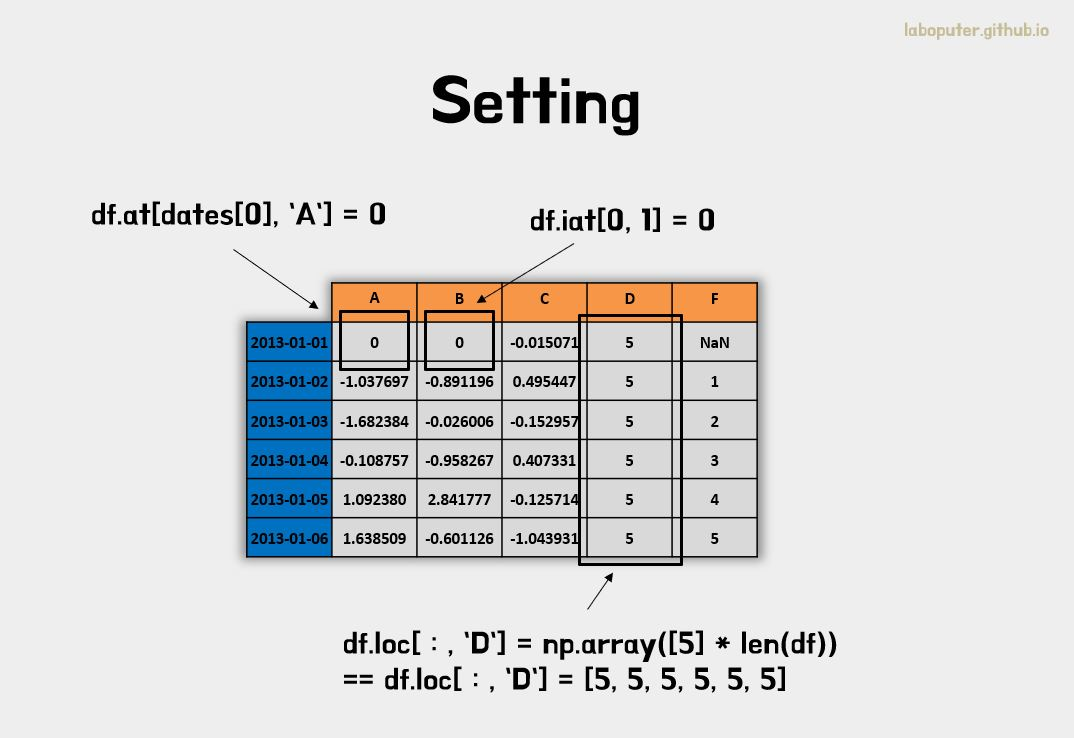 laboputer.github.io
Setting
df.at[dates[0], ‘A‘] = 0
df.iat[0, 1] = 0
A B C D F
2013-01-01 0 0 -0.015071 5 NaN
2013-01-02 -1.037697 -0.891196 0.495447 5 1
2013-01-03 -1.682384 -0.026006 -0.152957 5 2
2013-01-04 -0.108757 -0.958267 0.407331 5 3
2013-01-05 1.092380 2.841777 -0.125714 5 4
2013-01-06 1.638509 -0.601126 -1.043931 5 5
df.loc[ : , ‘D‘] = np.array([5] * len(df))
== df.loc[ : , ‘D‘] = [5, 5, 5, 5, 5, 5]